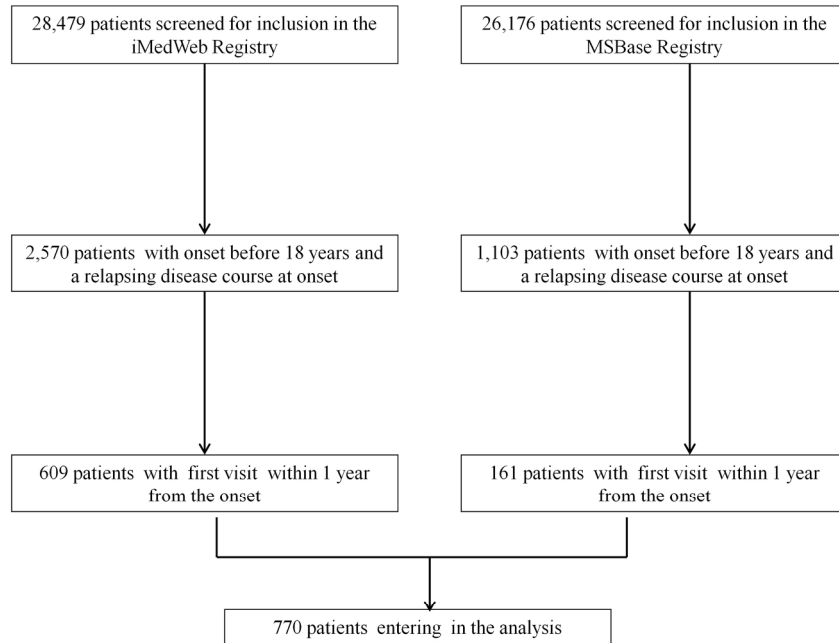 28,479 patients screened for inclusion in the
iMedWeb Registry
26,176 patients screened for inclusion in the
MSBase Registry
2,570 patients with onset before 18 years and
a relapsing disease course at onset
1,103 patients with onset before 18 years and
a relapsing disease course at onset
609 patients with first visit within 1 year
from the onset
161 patients with first visit within 1 year
from the onset
770 patients entering in the analysis